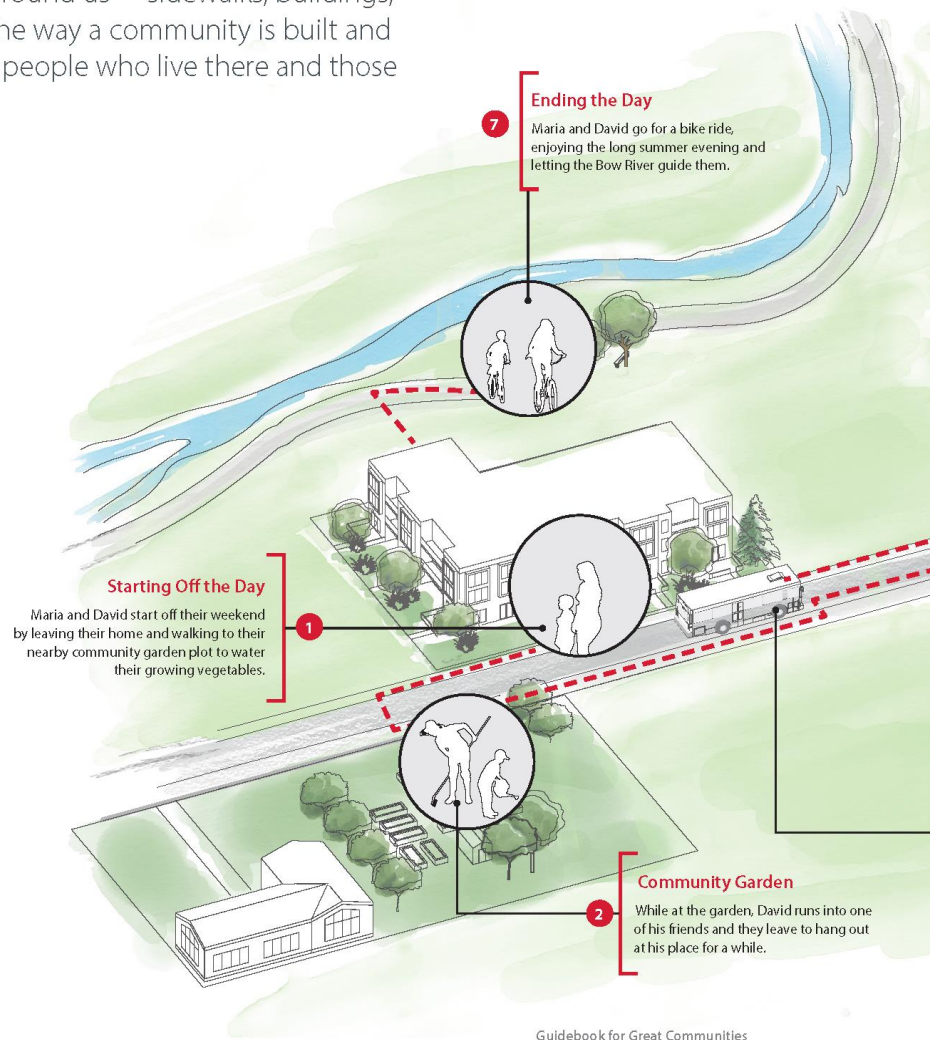 round us — sidewalks, buildings,
he way a community is built and
people who live there and those
7
Ending the Day
Maria and David go for a bike ride,
enjoying the long summer evening and
letting the Bow River guide them.
Starting Off the Day
Maria and David start off their weekend
by leaving their home and walking to their
nearby community garden plot to water
their growing vegetables.
1
2
Community Garden
While at the garden, David runs into one
of his friends and they leave to hang out
at his place for a while.
Guidebook for Great Communities